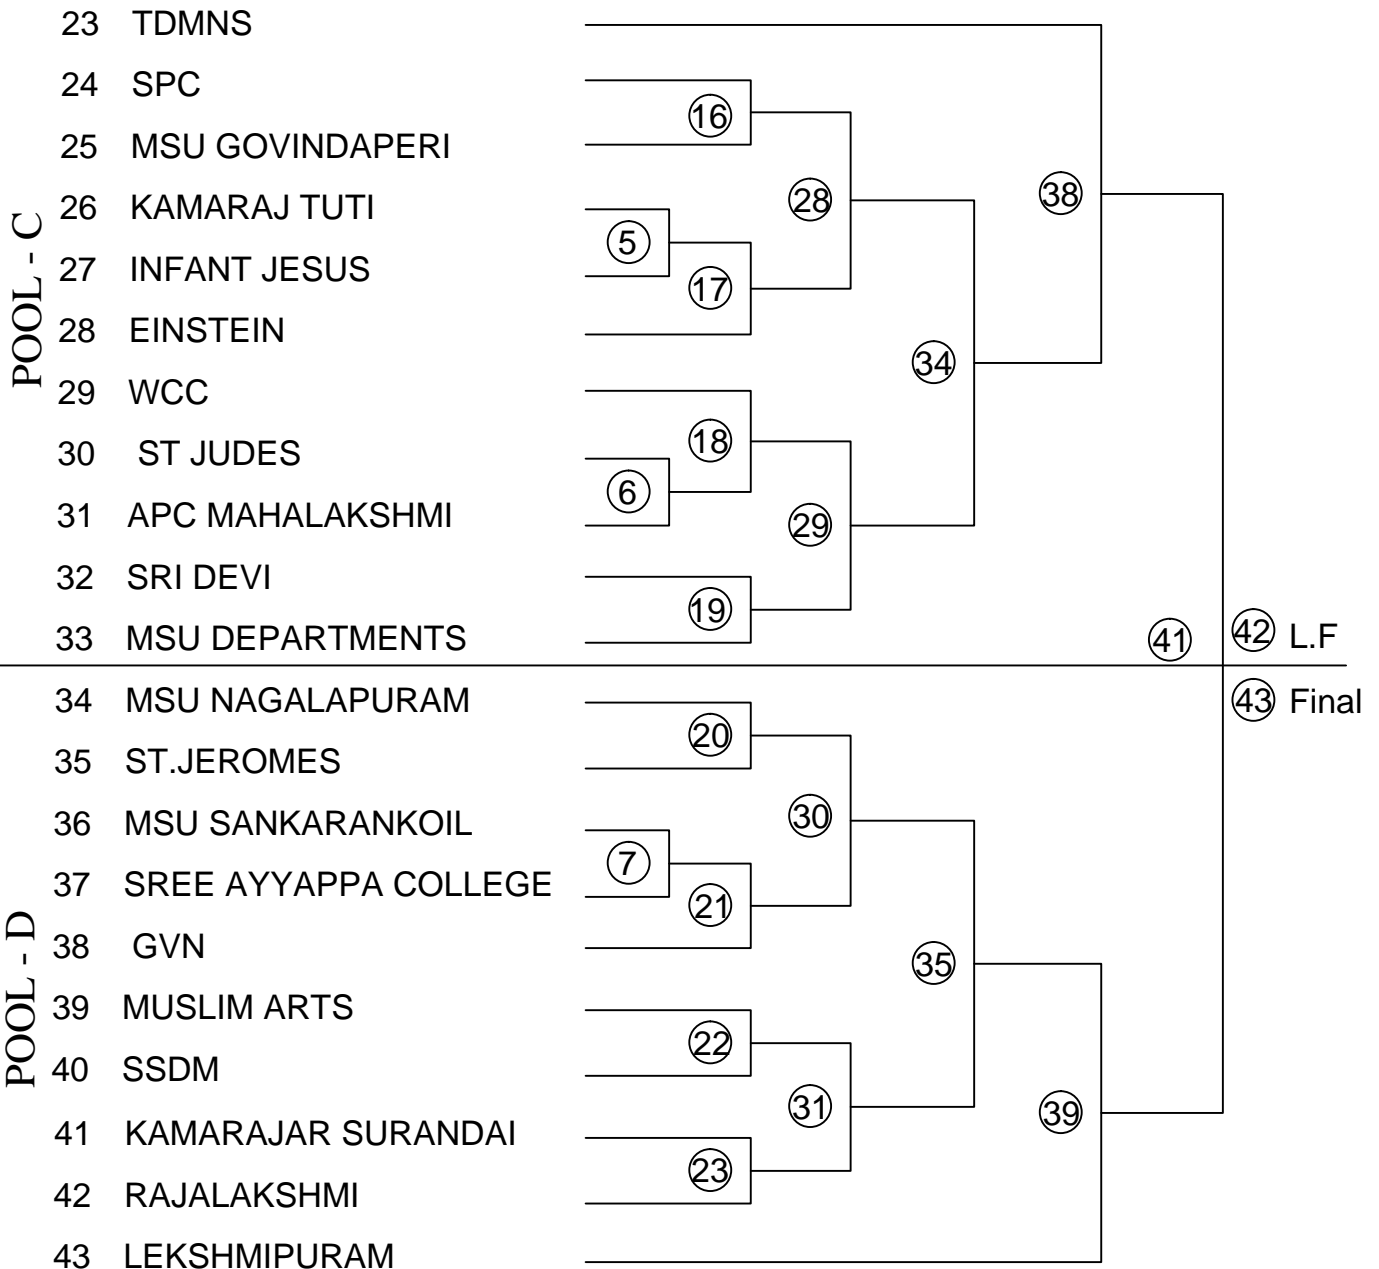 23 TDMNS
24 SPC
16
25 MSU GOVINDAPERI
28
38
26 KAMARAJ TUTI
5
27 INFANT JESUS
17
28 EINSTEIN
POOL - C
34
29 WCC
18
30 ST JUDES
6
31 APC MAHALAKSHMI
29
32 SRI DEVI
19
33 MSU DEPARTMENTS
41
42 L.F
34 MSU NAGALAPURAM
43 Final
20
35 ST.JEROMES
36 MSU SANKARANKOIL
30
7
37 SREE AYYAPPA COLLEGE
21
38 GVN
35
POOL - D
39 MUSLIM ARTS
22
40 SSDM
31
39
41 KAMARAJAR SURANDAI
23
42 RAJALAKSHMI
43 LEKSHMIPURAM